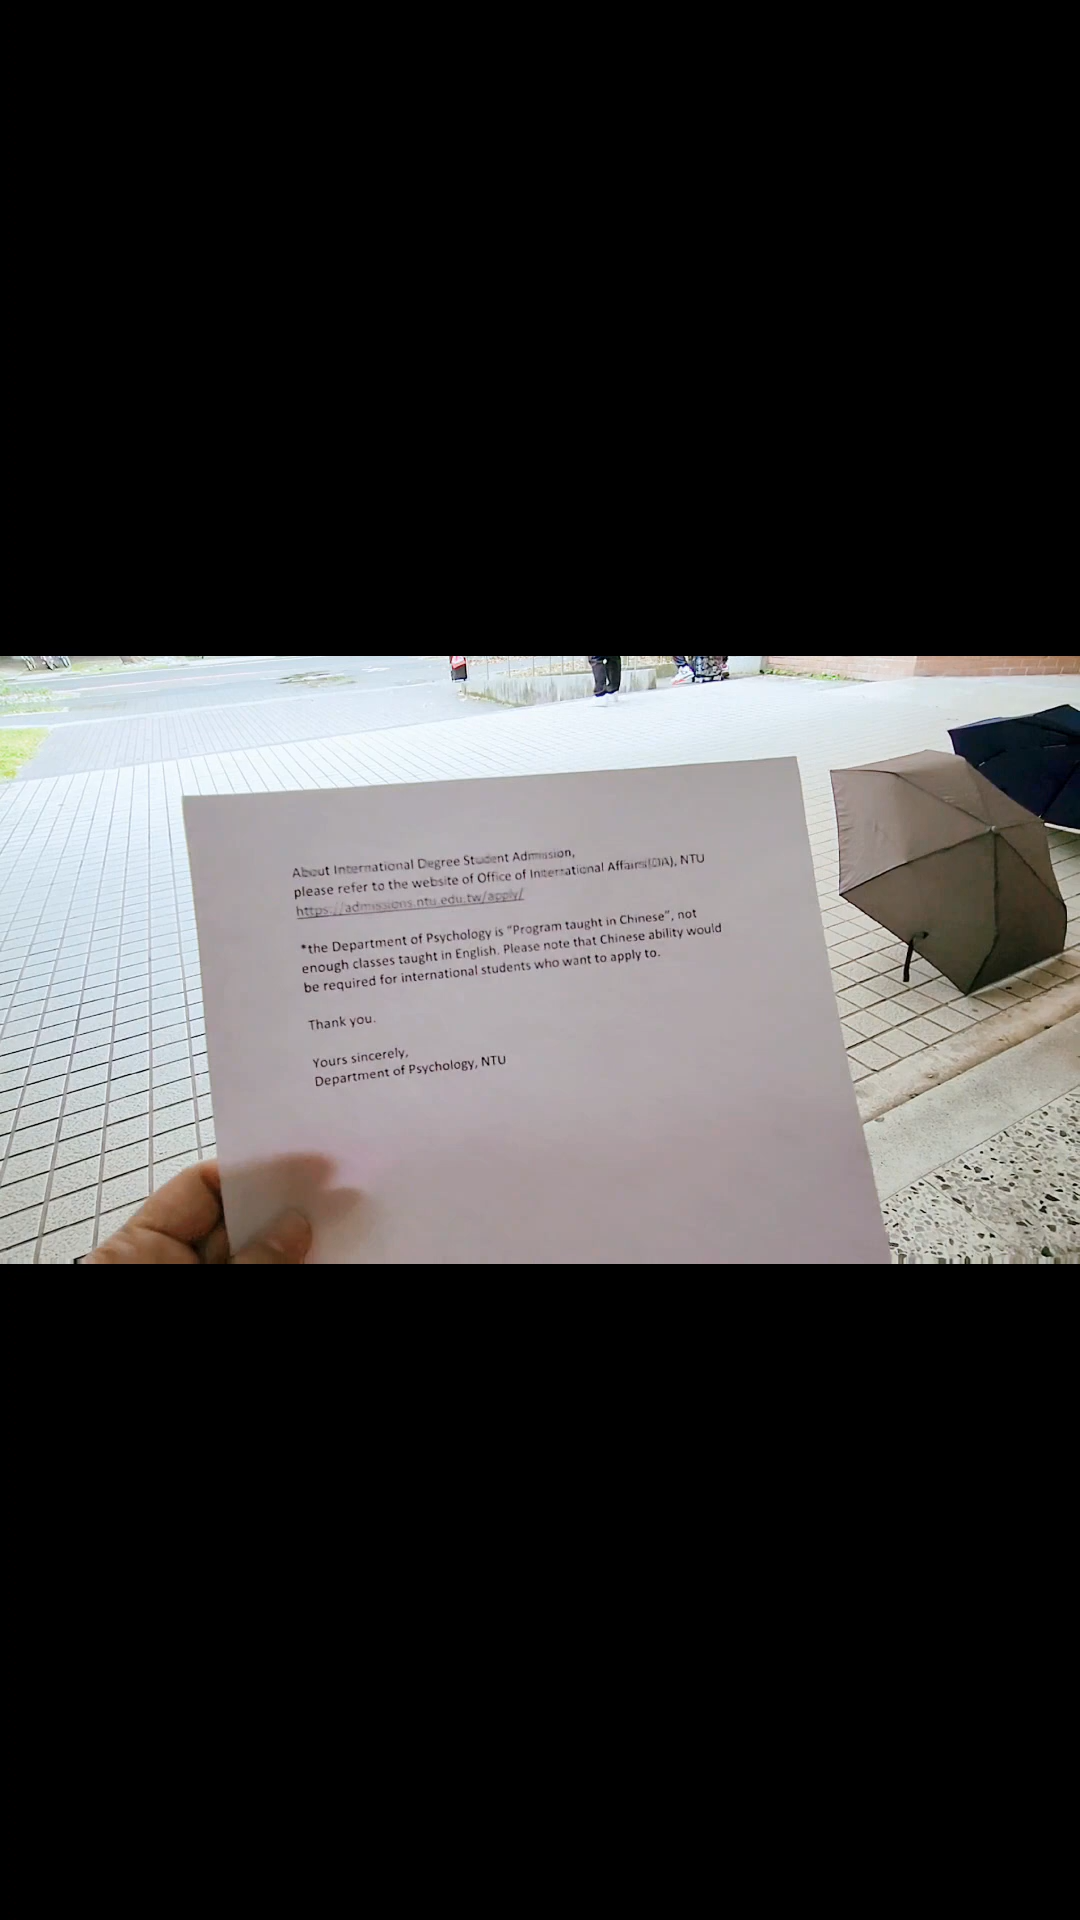 About International Degree Student Admission,
please refer to the website of Office of International Affairs(OIA), NTU
https://admissions.ntu.edu.tw/apply/
*the Department of Psychology is “Program taught in Chinese”, not
enough classes taught in English. Please note that Chinese ability would
be required for international students who want to apply to.
Thank you.
Yours sincerely,
Department of Psychology, NTU